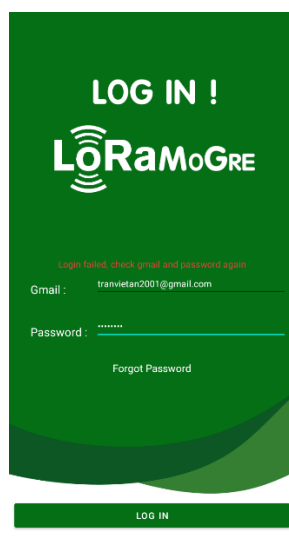 LOG IN !
LoRaMoGre
Login failed, check gmail and password again
Gmail : tranvietan2001@gmail.com
Password : ········
Forgot Password
LOG IN